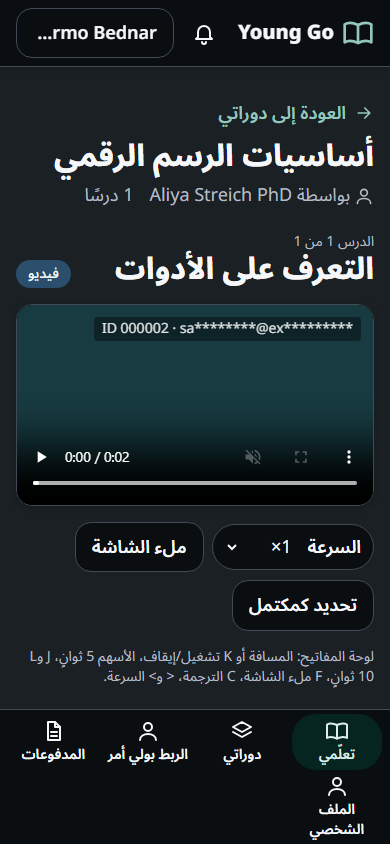 Young Go
...rmo Bednar
العودة إلى دوراتي
أساسيات الرسم الرقمي
بواسطة Aliya Streich PhD
1 درسًا
الدرس 1 من 1
التعرف على الأدوات
فيديو
ID 000002 · sa********@ex*********
0:00 / 0:02
السرعة
1×
ملء الشاشة
تحديد كمكتمل
لوحة المفاتيح: المسافة أو K تشغيل/إيقاف، الأسهم 5 ثوانٍ، J وL
10 ثوانٍ، F ملء الشاشة، C الترجمة، < و> السرعة.
تعلّمي
دوراتي
الربط بولي أمر
المدفوعات
الملف
الشخصي